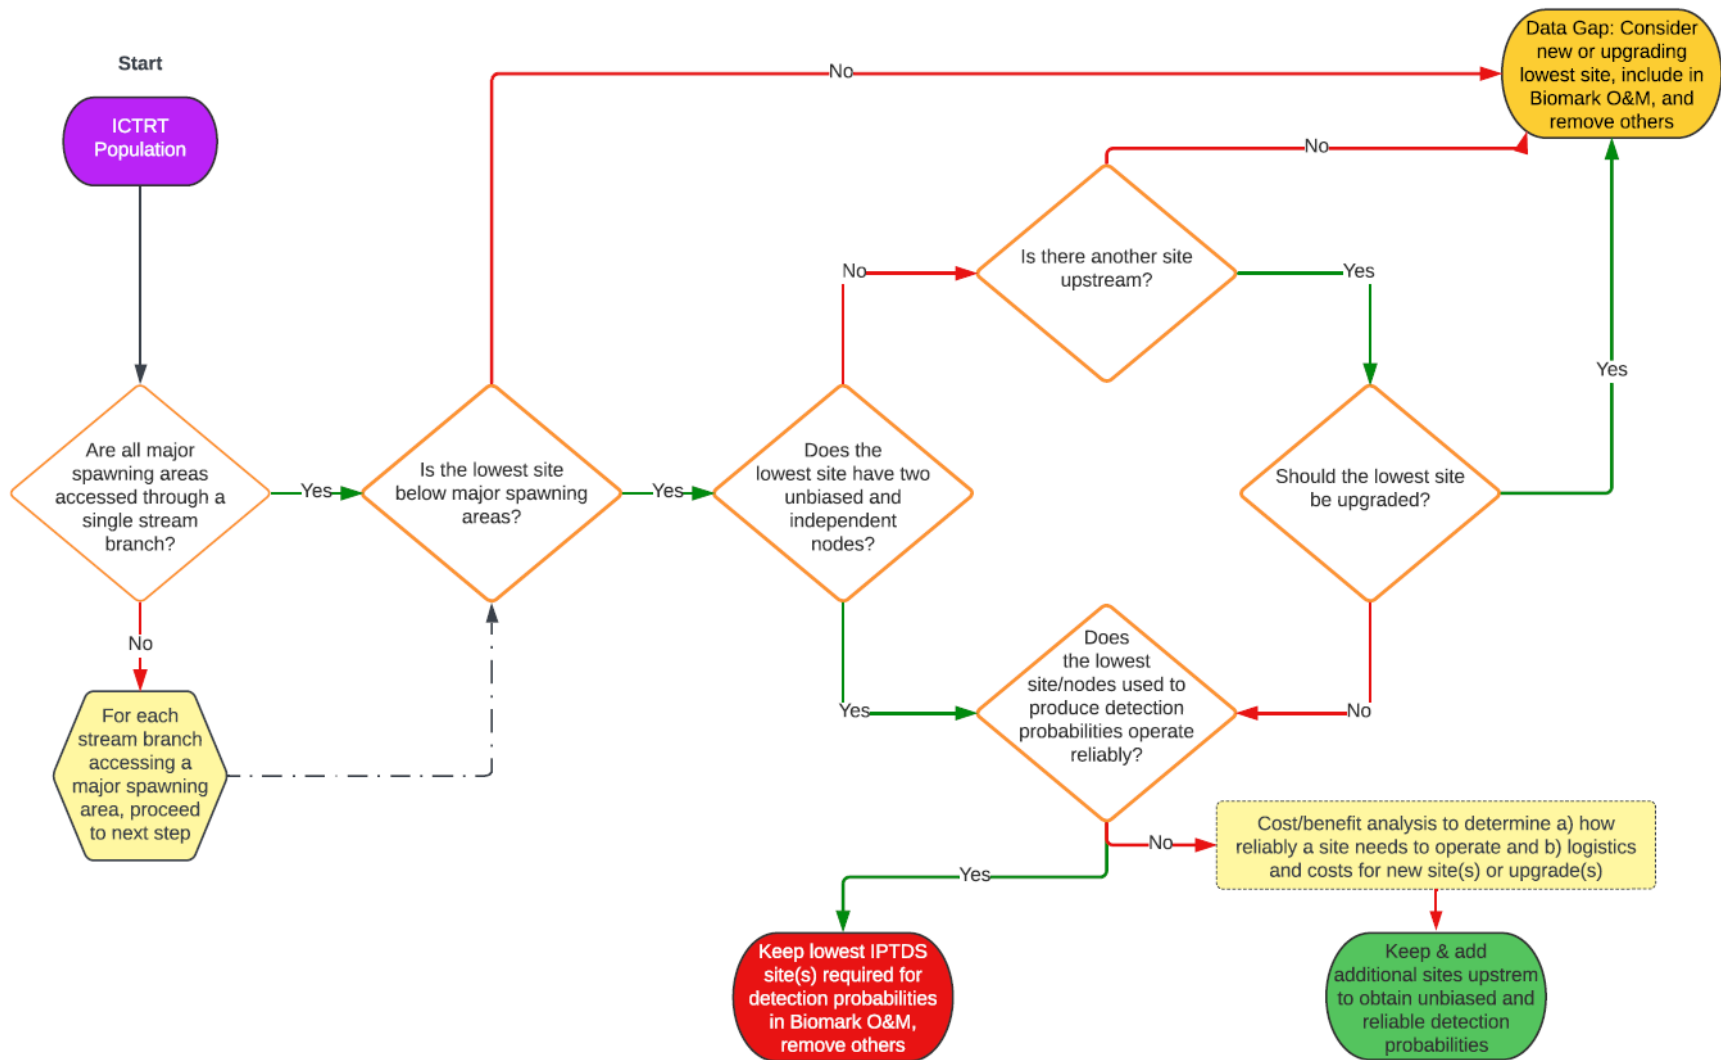 Start
ICTRT
Population
Are all major
spawning areas
accessed through a
single stream
branch?
Yes
No
For each
stream branch
accessing a
major spawning
area, proceed
to next step
Is the lowest site
below major spawning
areas?
No
Yes
Does the
lowest site have two
unbiased and
independent
nodes?
No
Yes
Is there another site
upstream?
No
Yes
Data Gap: Consider
new or upgrading
lowest site, include in
Biomark O&M, and
remove others
Should the lowest site
be upgraded?
Yes
No
Does
the lowest
site/nodes used to
produce detection
probabilities operate
reliably?
No
Yes
Cost/benefit analysis to determine a) how
reliably a site needs to operate and b) logistics
and costs for new site(s) or upgrade(s)
Keep lowest IPTDS
site(s) required for
detection probabilities
in Biomark O&M,
remove others
Keep & add
additional sites upstrem
to obtain unbiased and
reliable detection
probabilities